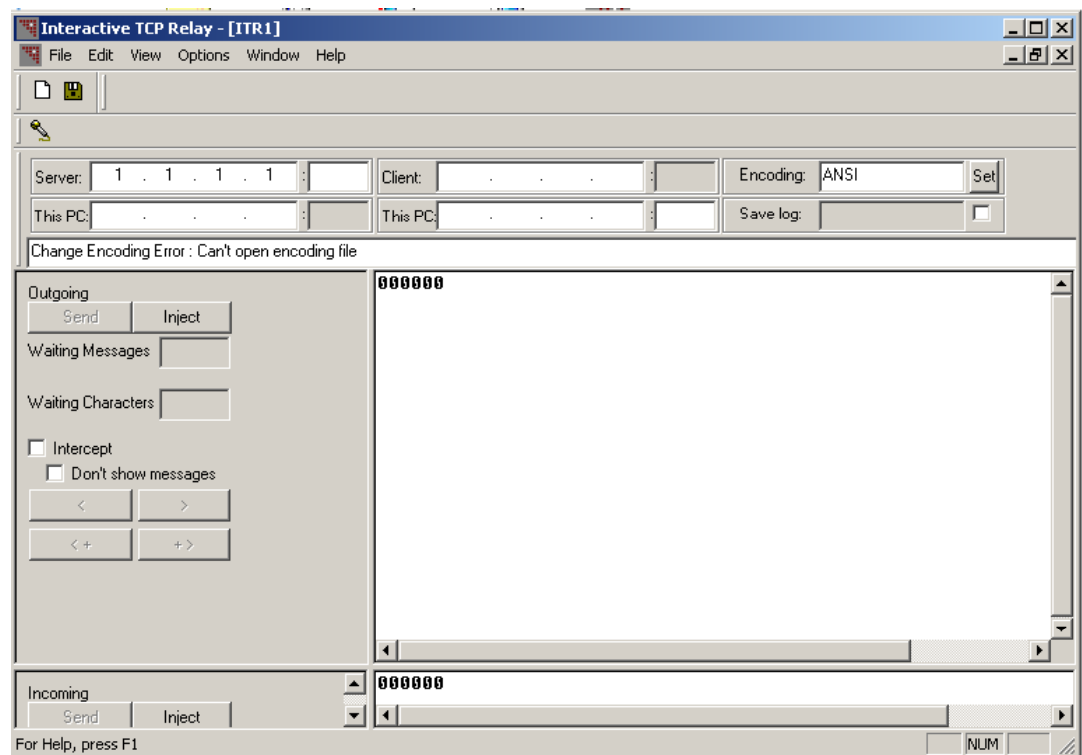 Interactive TCP Relay - [ITR1]
File Edit View Options Window Help
Server: 1 . 1 . 1 . 1 : Client: . . . : Encoding: ANSI Set
This PC: . . . : This PC: . . . : Save log:
Change Encoding Error : Can't open encoding file
Outgoing
Send Inject
Waiting Messages
Waiting Characters
Intercept
Don't show messages
< >
< + + >
000000
Incoming
Send Inject
000000
For Help, press F1 NUM